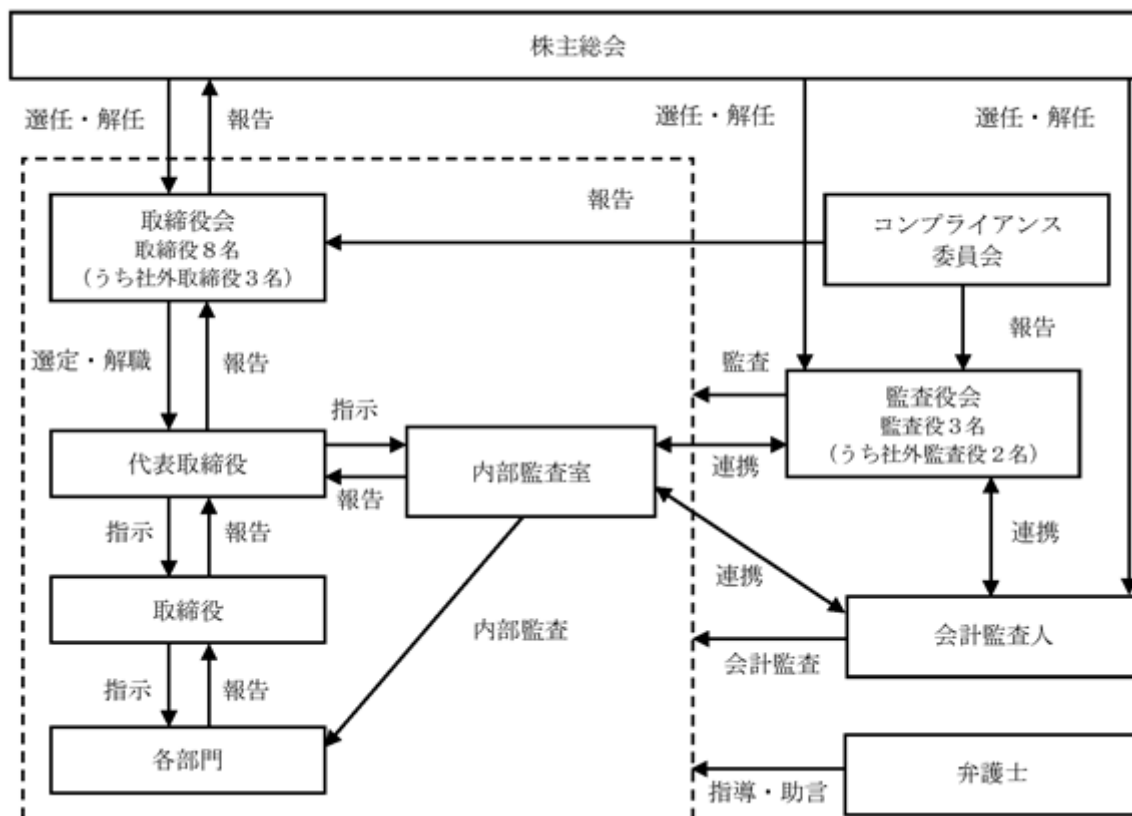 株主総会
選任・解任
報告
選任・解任
選任・解任
取締役会
取締役8名
(うち社外取締役3名)
報告
コンプライアンス
委員会
選定・解職
報告
報告
監査
監査役会
監査役3名
(うち社外監査役2名)
指示
代表取締役
報告
内部監査室
連携
指示
報告
連携
連携
取締役
内部監査
会計監査人
会計監査
指示
報告
各部門
弁護士
指導・助言